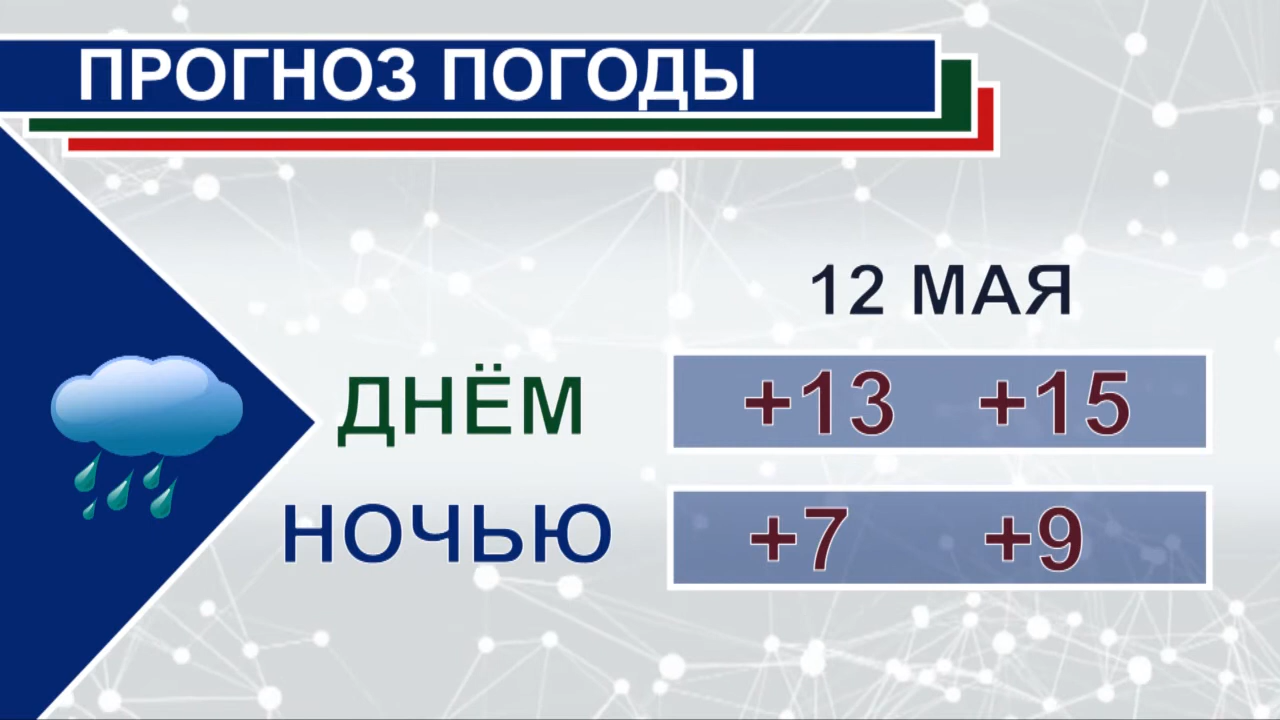 ПРОГНОЗ ПОГОДЫ
12 МАЯ
ДНЁМ +13 +15
НОЧЬЮ +7 +9